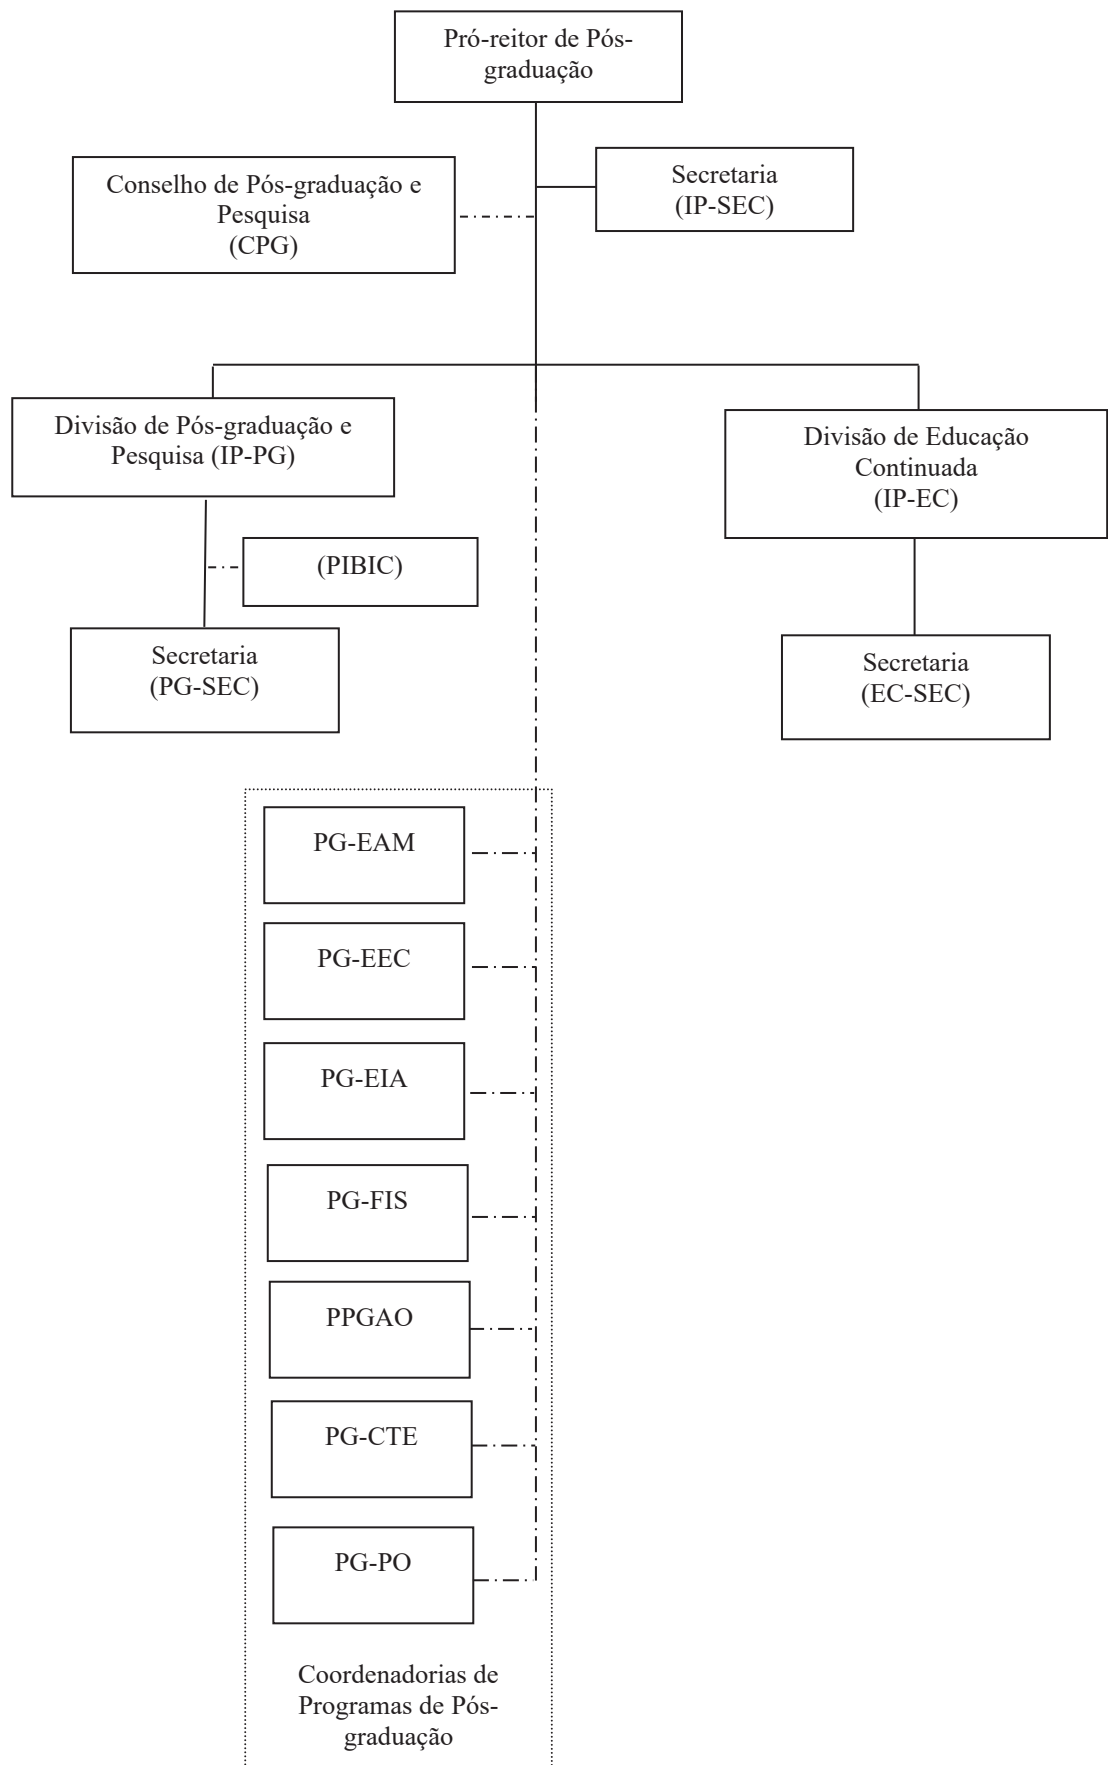 Pró-reitor de Pós-
graduação
Conselho de Pós-graduação e
Pesquisa
(CPG)
Secretaria
(IP-SEC)
Divisão de Pós-graduação e
Pesquisa (IP-PG)
Divisão de Educação
Continuada
(IP-EC)
(PIBIC)
Secretaria
(PG-SEC)
Secretaria
(EC-SEC)
PG-EAM
PG-EEC
PG-EIA
PG-FIS
PPGAO
PG-CTE
PG-PO
Coordenadorias de
Programas de Pós-
graduação